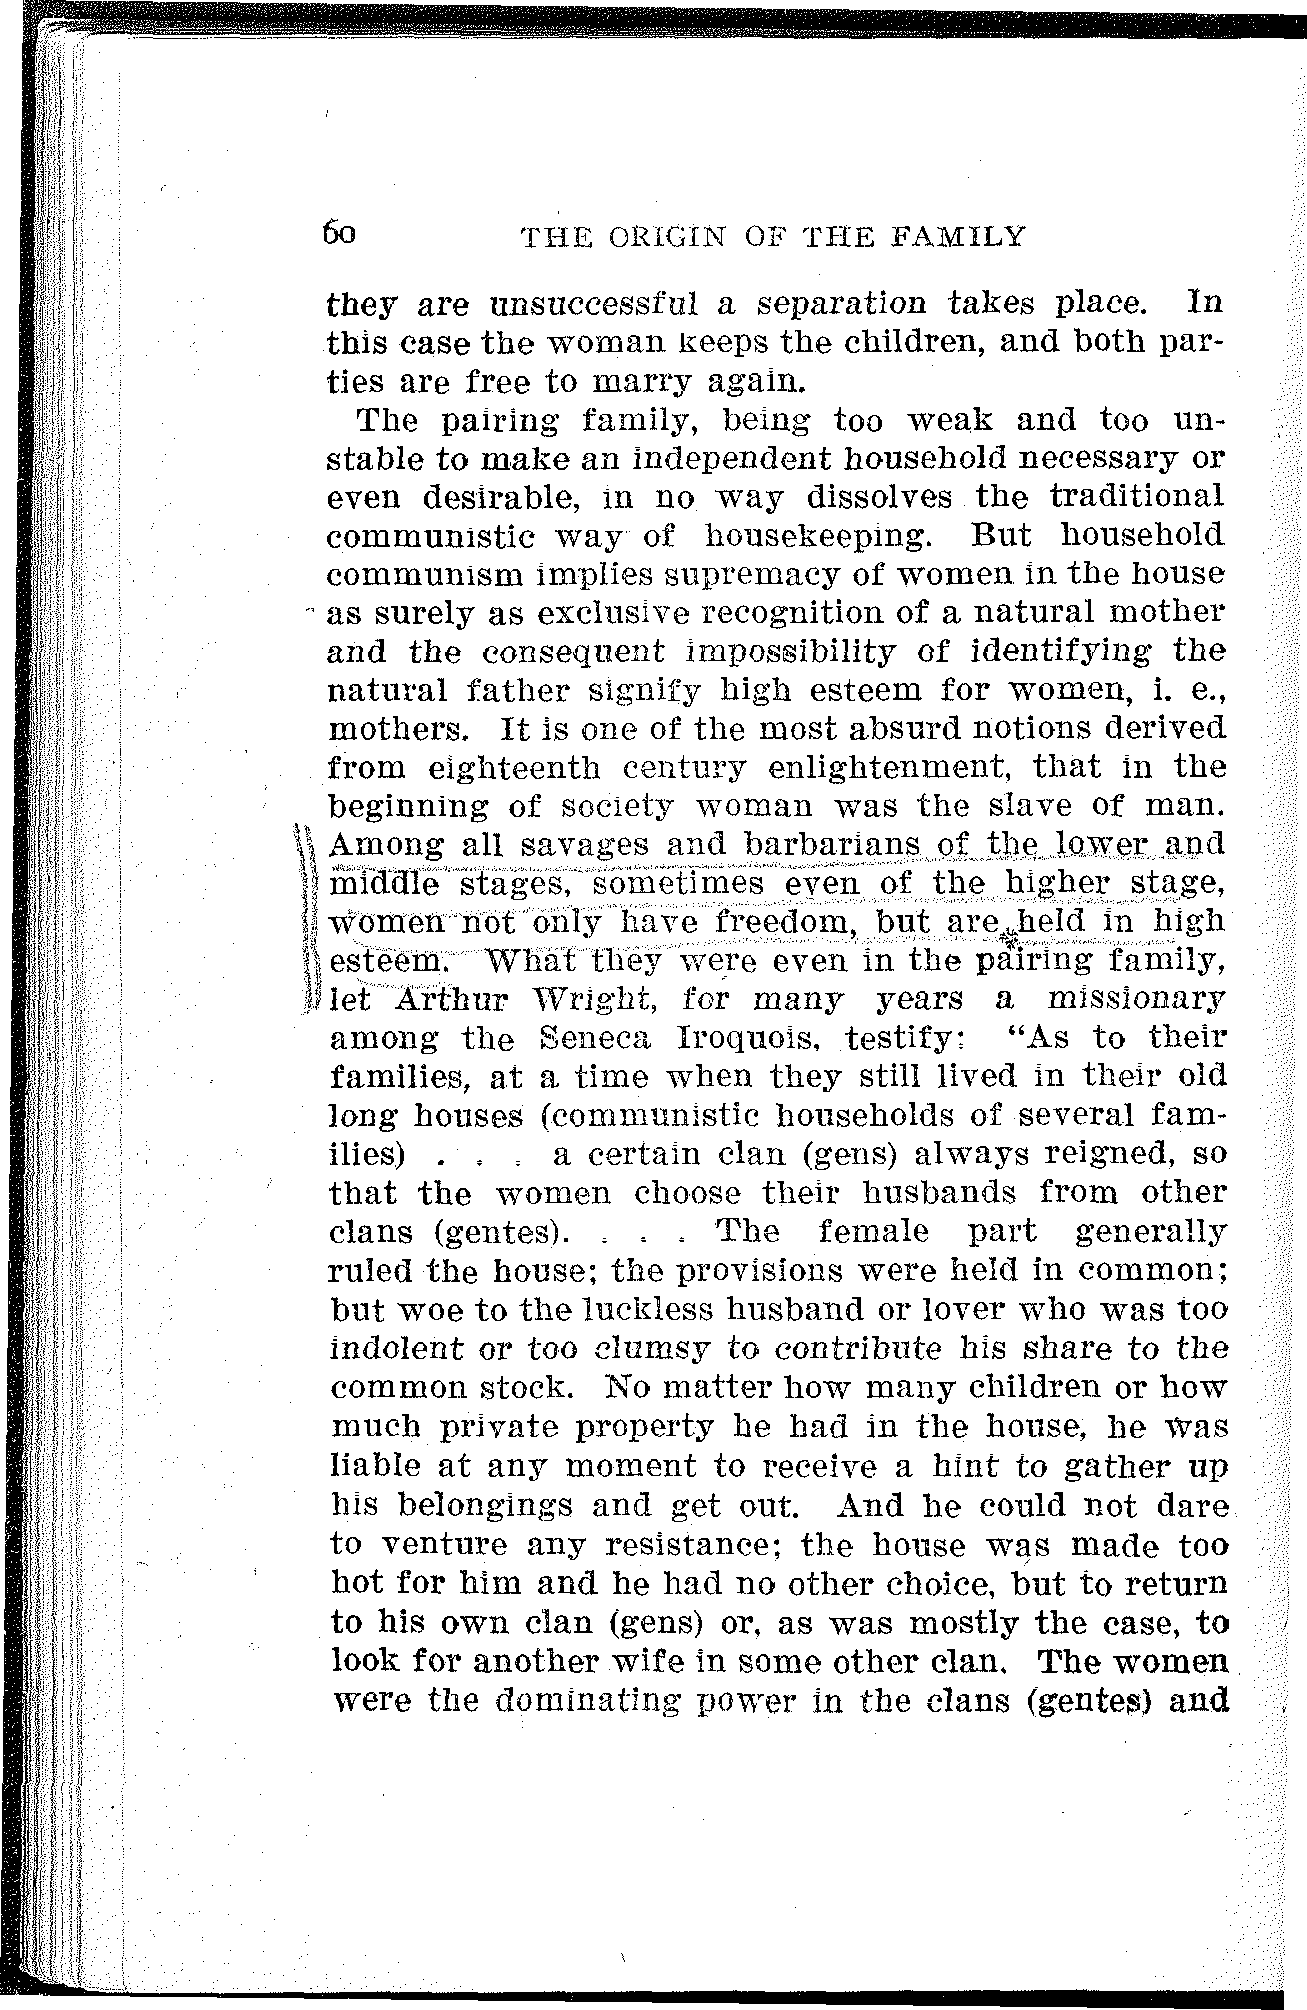 60 THE ORIGIN OF THE FAMILY
they are unsuccessful a separation takes place. In
this case the woman keeps the children, and both par-
ties are free to marry again.
The pairing family, being too weak and too un-
stable to make an independent household necessary or
even desirable, in no way dissolves the traditional
communistic way of housekeeping. But household
communism implies supremacy of women in the house
as surely as exclusive recognition of a natural mother
and the consequent impossibility of identifying the
natural father signify high esteem for women, i. e.,
mothers. It is one of the most absurd notions derived
from eighteenth century enlightenment, that in the
beginning of society woman was the slave of man.
Among all savages and barbarians of the lower and
middle stages, sometimes even of the higher stage,
women not only have freedom, but are held in high
esteem. What they were even in the pairing family,
let Arthur Wright, for many years a missionary
among the Seneca Iroquois, testify: "As to their
families, at a time when they still lived in their old
long houses (communistic households of several fam-
ilies) . . . a certain clan (gens) always reigned, so
that the women choose their husbands from other
clans (gentes). . . . The female part generally
ruled the house; the provisions were held in common;
but woe to the luckless husband or lover who was too
indolent or too clumsy to contribute his share to the
common stock. No matter how many children or how
much private property he had in the house, he was
liable at any moment to receive a hint to gather up
his belongings and get out. And he could not dare
to venture any resistance; the house was made too
hot for him and he had no other choice, but to return
to his own clan (gens) or, as was mostly the case, to
look for another wife in some other clan. The women
were the dominating power in the clans (gentes) and